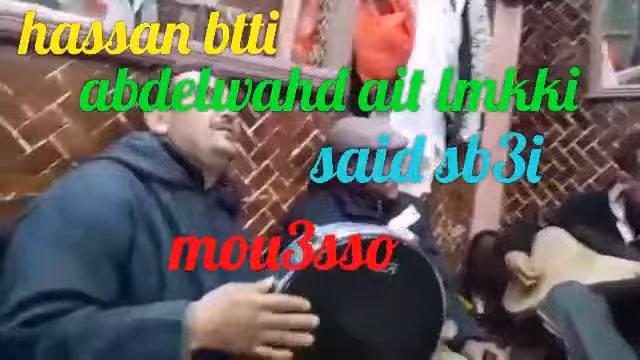 hassan btti
abdelwahd ait lmkki
said sb3i
mou3sso